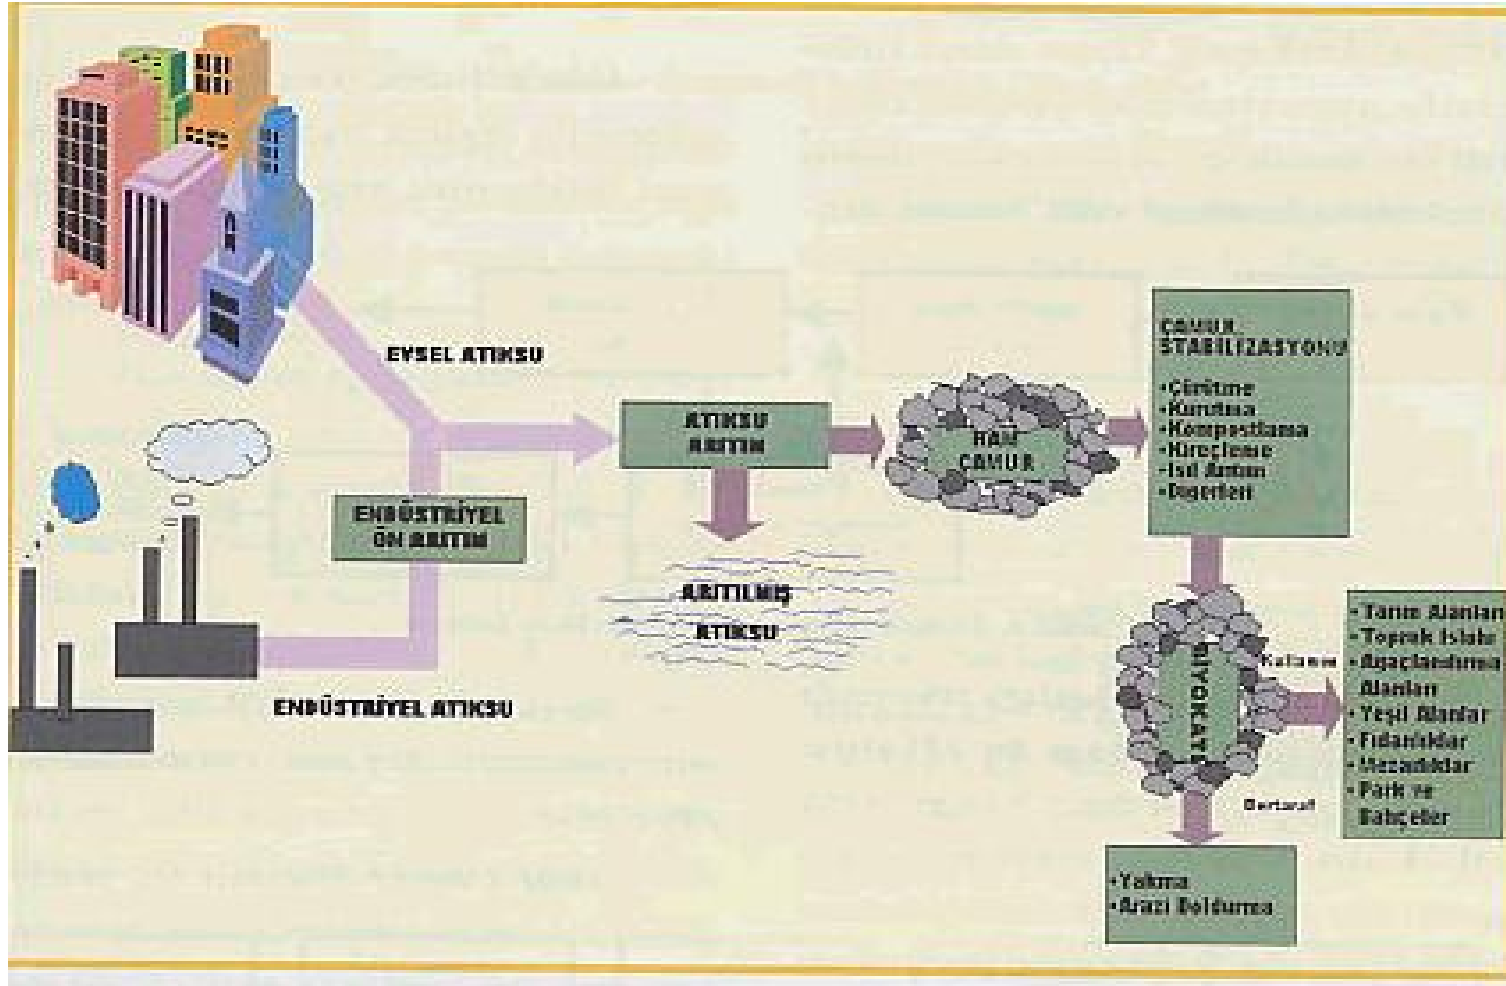 EVSEL ATIKSU
ENDÜSTRİYEL
ÖN ARITIM
ENDÜSTRİYEL ATIKSU
ATIKSU
ARITIM
ARITILMIŞ
ATIKSU
HAM
ÇAMUR
ÇAMUR
STABİLİZASYONU
•Çürütme
•Kurutma
•Kompostlama
•Kireçleme
•Isıl Arıtım
•Digerleri
BİYOKATI
Kullanım
• Tarım Alanları
• Toprak Islahı
• Agaçlandırma
Alanları
• Yeşil Alanlar
• Fidanlıklar
• Mezarlıklar
• Park ve
Bahçeler
Bertaraf
•Yakma
•Arazi Doldurma